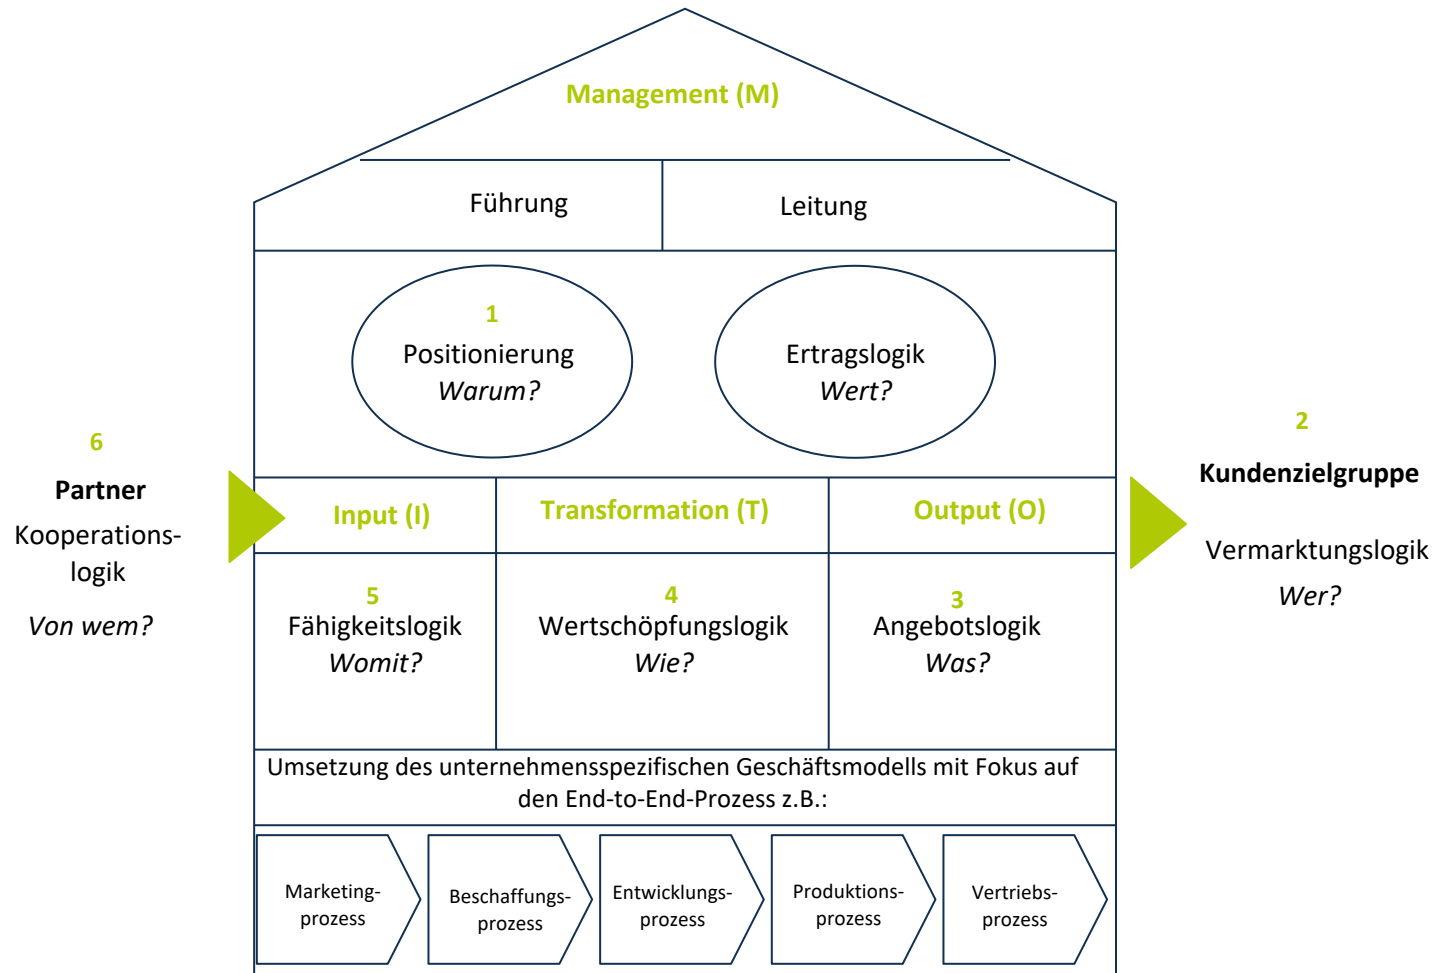 Management (M)
Führung
Leitung
1
Positionierung
Warum?
Ertragslogik
Wert?
6
Partner
Kooperations-
logik
Von wem?
2
Kundenzielgruppe
Vermarktungslogik
Wer?
Input (I)
Transformation (T)
Output (O)
5
Fähigkeitslogik
Womit?
4
Wertschöpfungslogik
Wie?
3
Angebotslogik
Was?
Umsetzung des unternehmensspezifischen Geschäftsmodells mit Fokus auf
den End-to-End-Prozess z.B.:
Marketing-
prozess
Beschaffungs-
prozess
Entwicklungs-
prozess
Produktions-
prozess
Vertriebs-
prozess